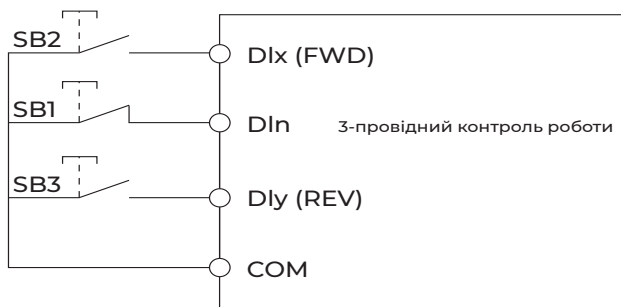 SB2
DIx (FWD)
SB1
DIn
3-провідний контроль роботи
SB3
DIy (REV)
COM